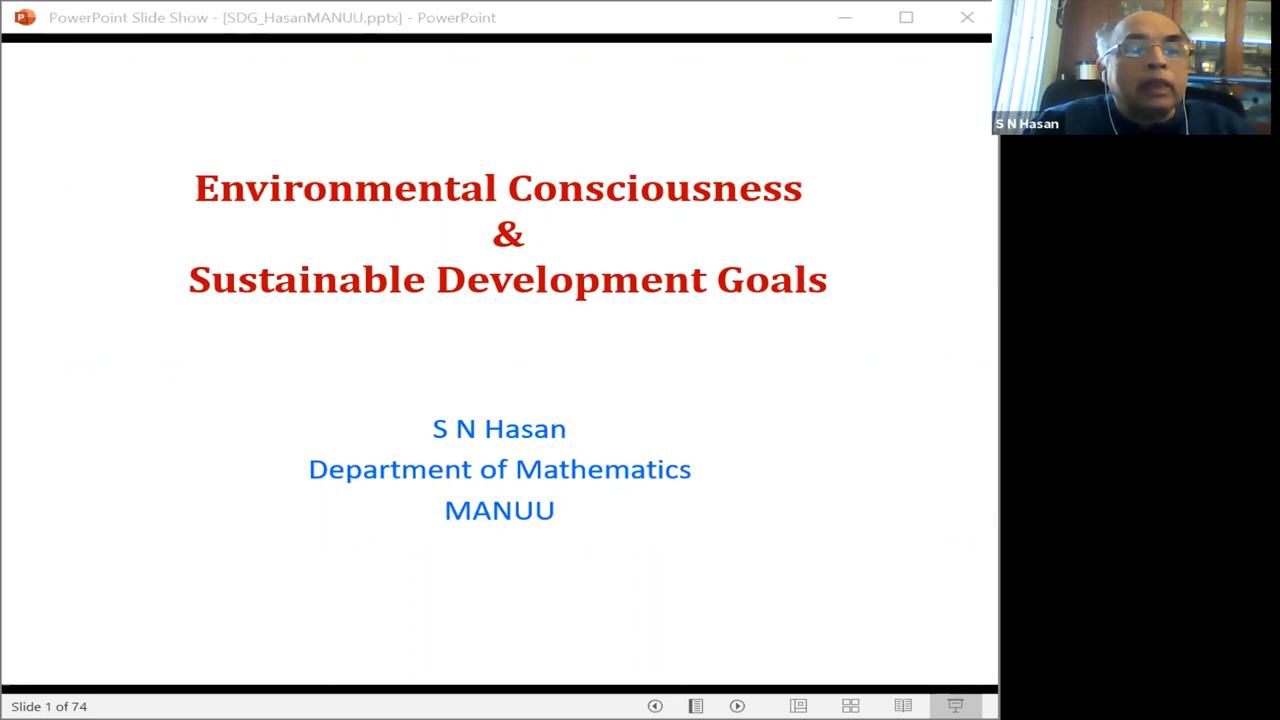 PowerPoint Slide Show - [SDG_HasanMANUU.pptx] - PowerPoint
S N Hasan
Environmental Consciousness
&
Sustainable Development Goals
S N Hasan
Department of Mathematics
MANUU
Slide 1 of 74